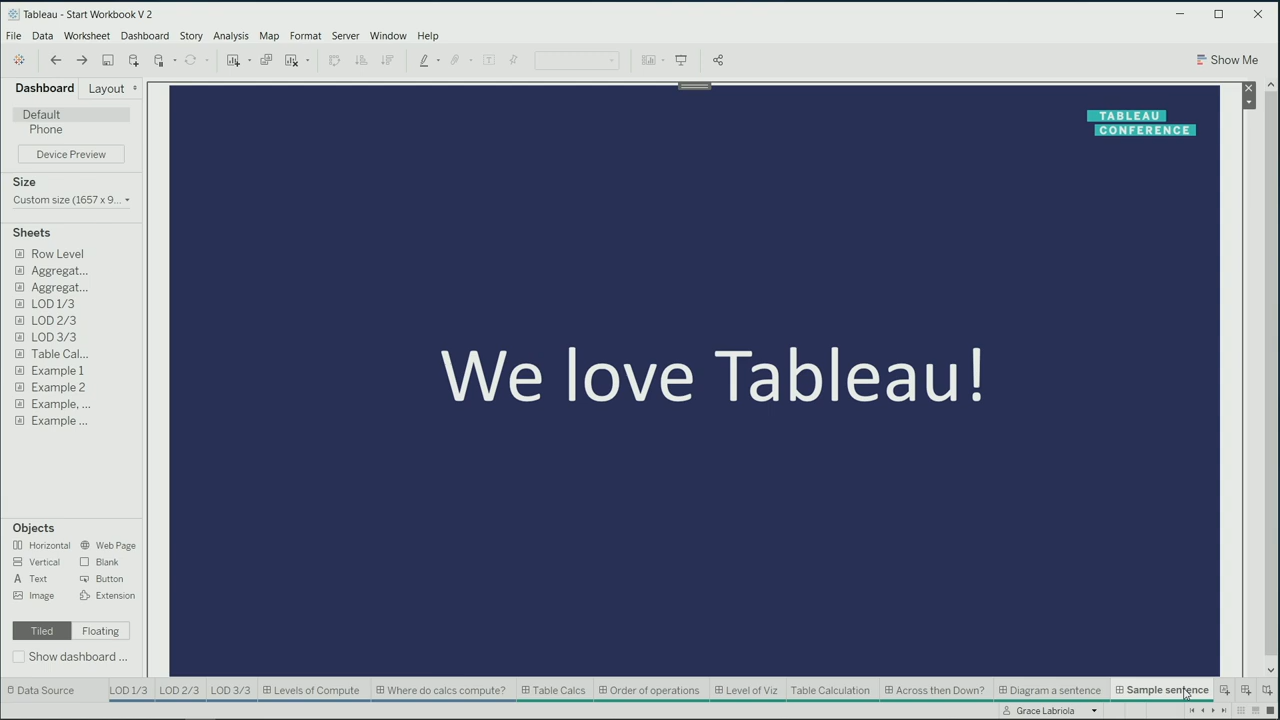 Tableau - Start Workbook V 2
File Data Worksheet Dashboard Story Analysis Map Format Server Window Help
Show Me
Dashboard Layout
Default
Phone
Device Preview
Size
Custom size (1657 x 9...
Sheets
Row Level
Aggregat...
Aggregat...
LOD 1/3
LOD 2/3
LOD 3/3
Table Cal...
Example 1
Example 2
Example, ...
Example ...
TABLEAU
CONFERENCE
We love Tableau!
Objects
Horizontal Web Page
Vertical Blank
Text Button
Image Extension
Tiled Floating
Show dashboard ...
Data Source LOD 1/3 LOD 2/3 LOD 3/3 Levels of Compute Where do calcs compute? Table Calcs Order of operations Level of Viz Table Calculation Across then Down? Diagram a sentence Sample sentence
Grace Labriola